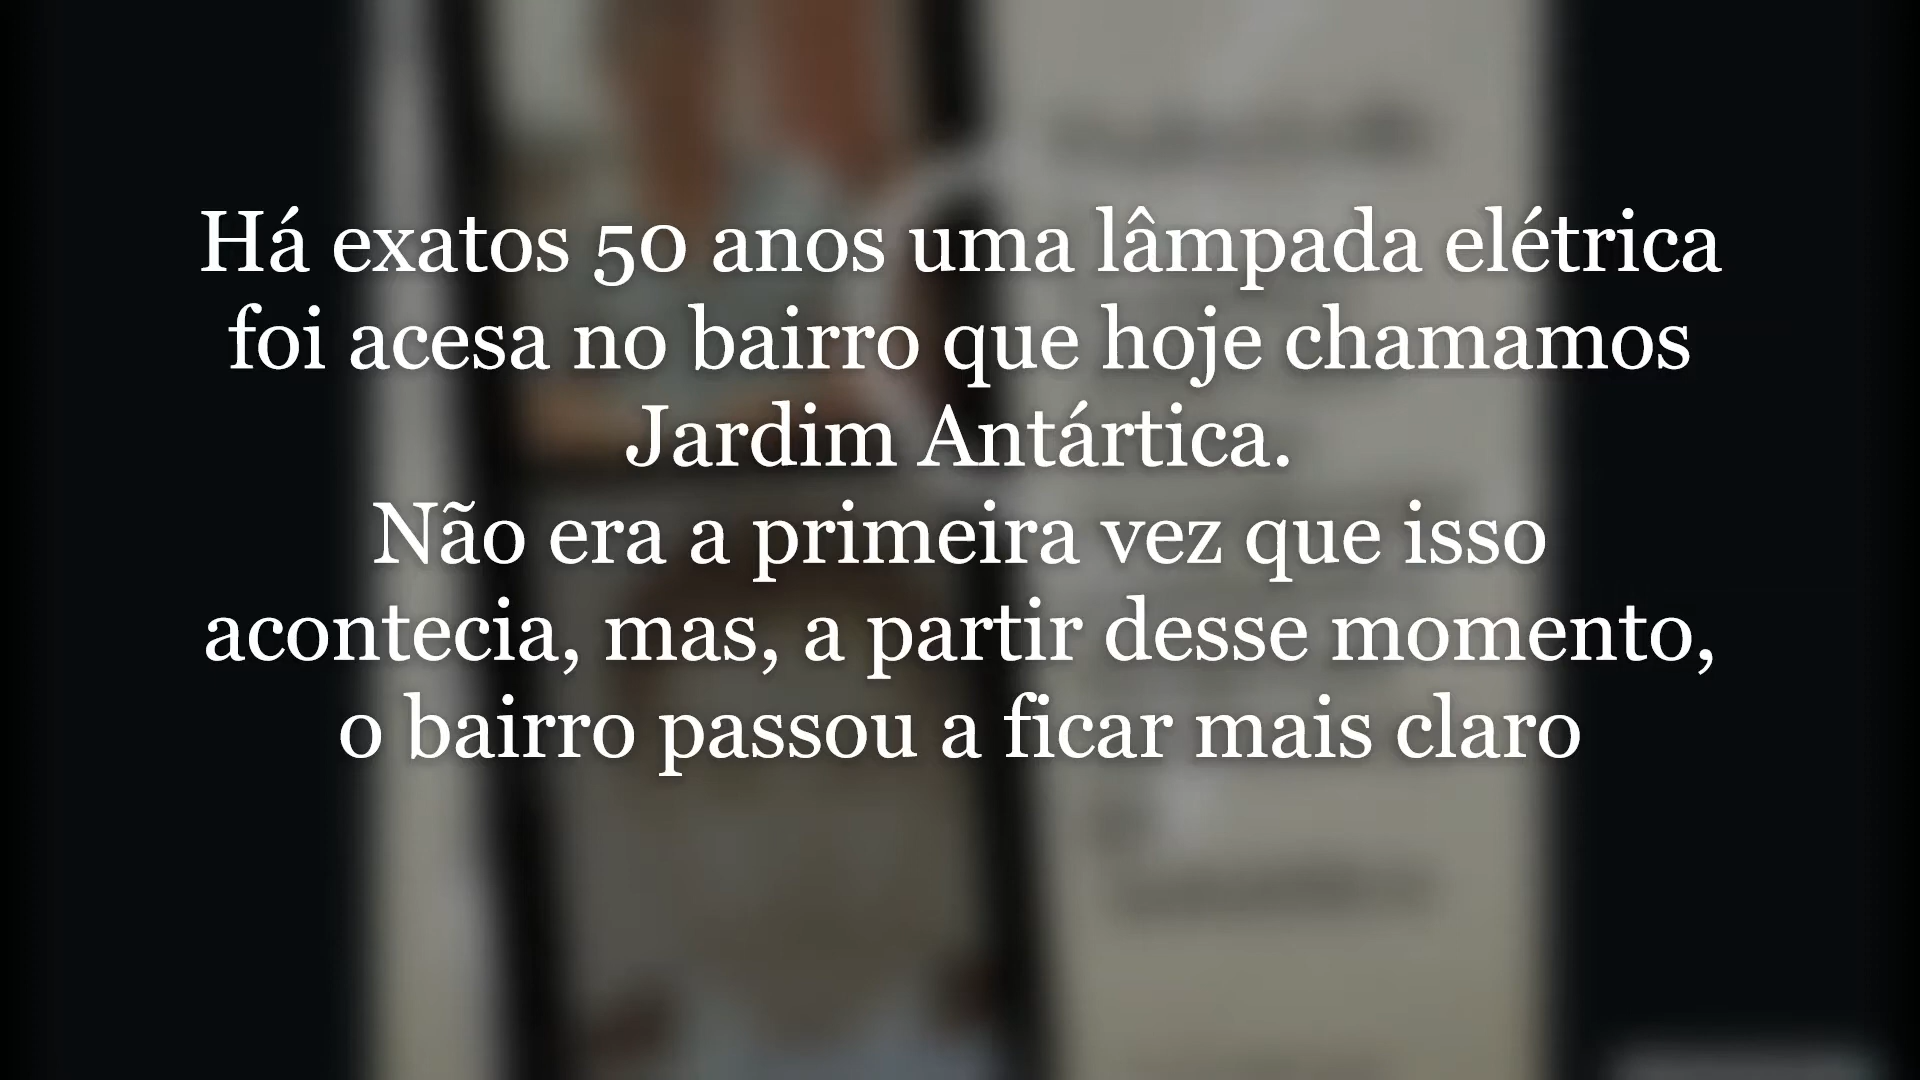 Há exatos 50 anos uma lâmpada elétrica
foi acesa no bairro que hoje chamamos
Jardim Antártica.
Não era a primeira vez que isso
acontecia, mas, a partir desse momento,
o bairro passou a ficar mais claro